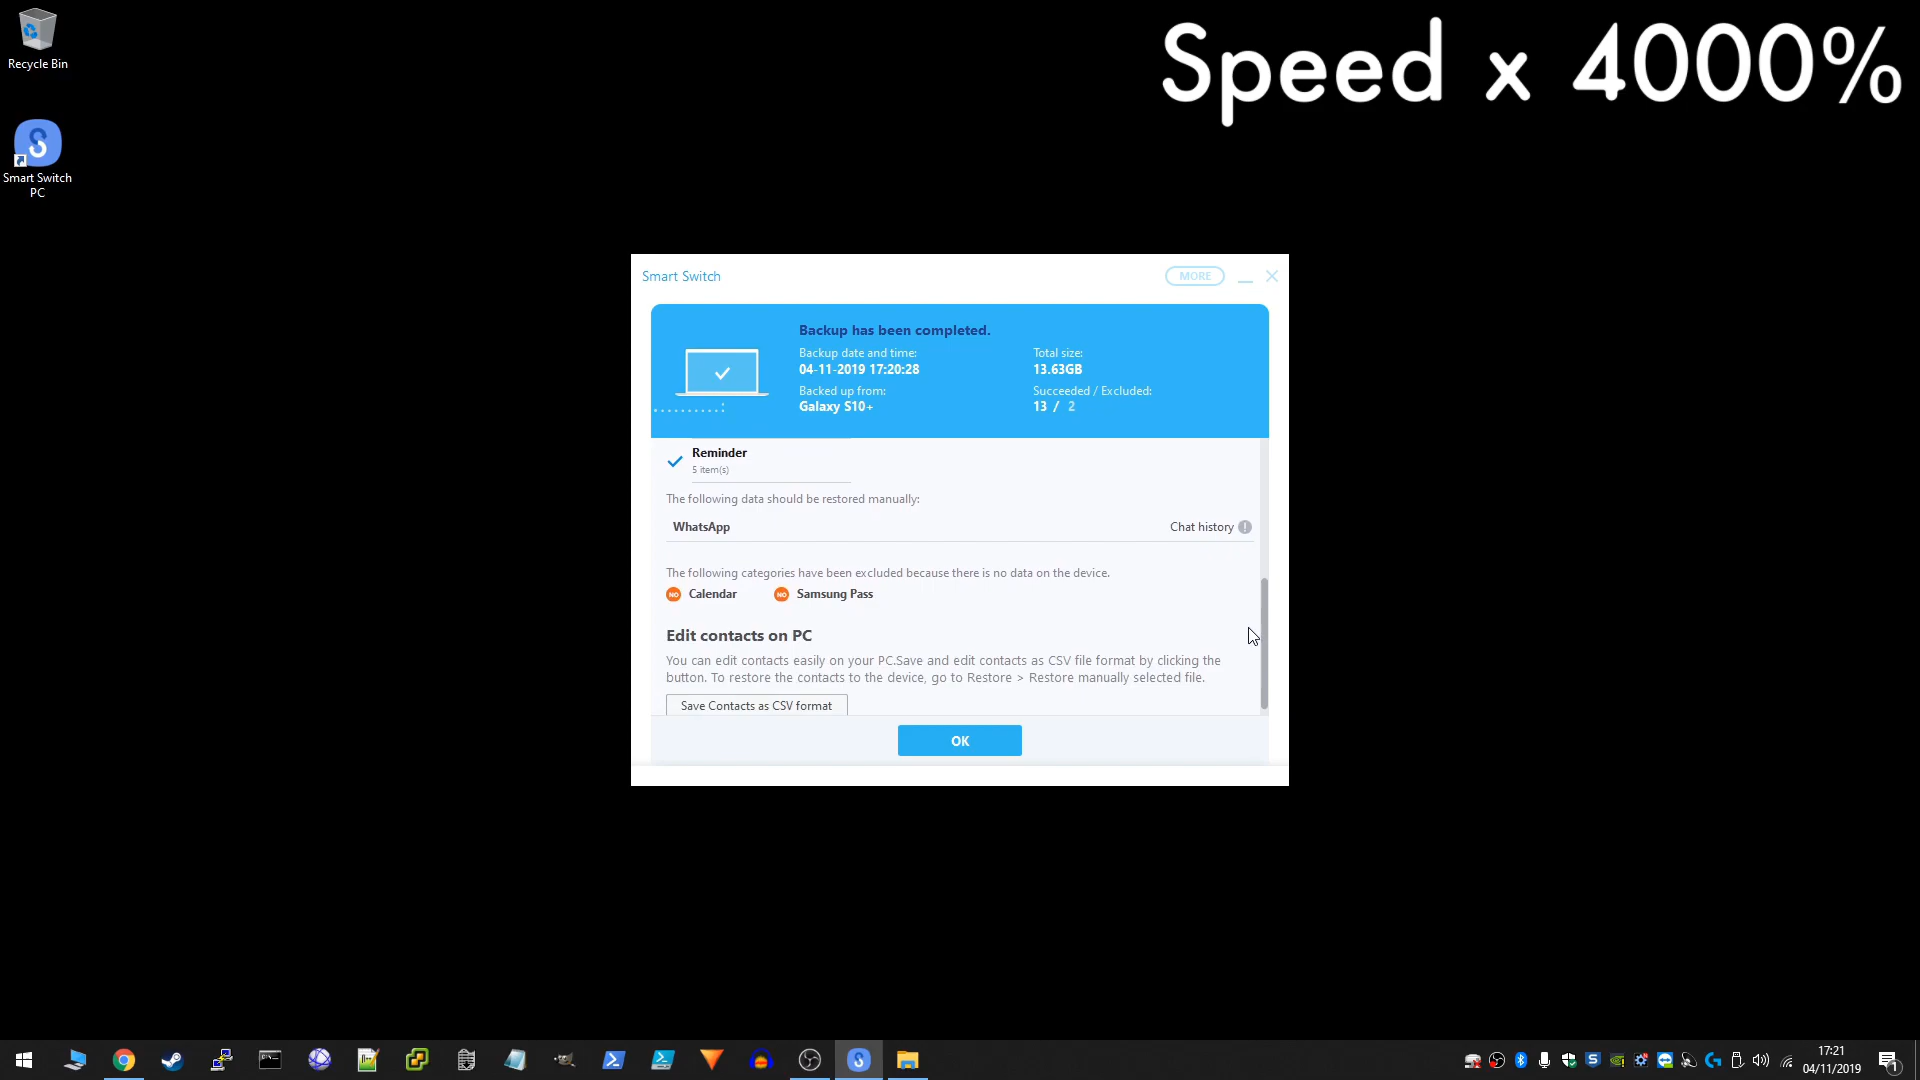 Speed x 4000%
Recycle Bin
Smart Switch
PC
Smart Switch
MORE
Backup has been completed.
Backup date and time:
04-11-2019 17:20:28
Total size:
13.63GB
Backed up from:
Galaxy S10+
Succeeded / Excluded:
13 / 2
Reminder
5 item(s)
The following data should be restored manually:
WhatsApp
Chat history
The following categories have been excluded because there is no data on the device.
NO Calendar
NO Samsung Pass
Edit contacts on PC
You can edit contacts easily on your PC.Save and edit contacts as CSV file format by clicking the
button. To restore the contacts to the device, go to Restore > Restore manually selected file.
Save Contacts as CSV format
OK
17:21
04/11/2019
1